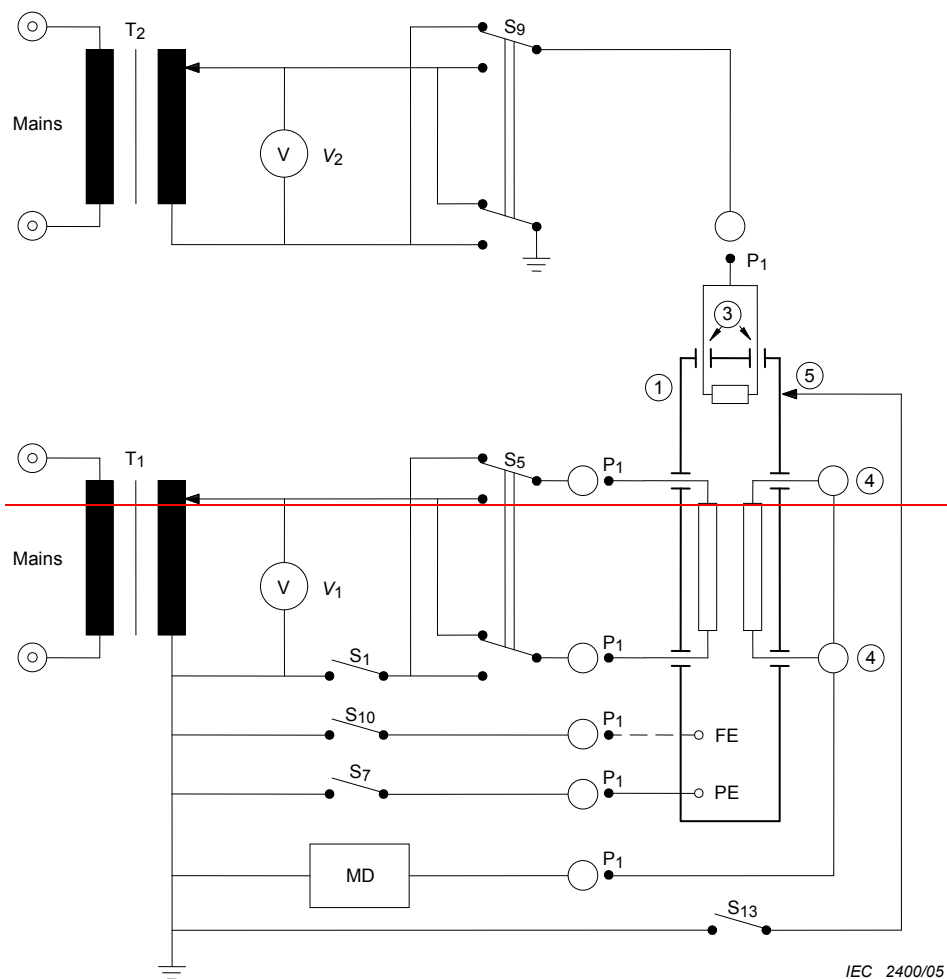 T2
S9
Mains
V
V2
P1
3
1
5
T1
S5
P1
4
Mains
V
V1
S1
P1
4
S10
P1
FE
S7
P1
PE
MD
P1
S13
IEC 2400/05